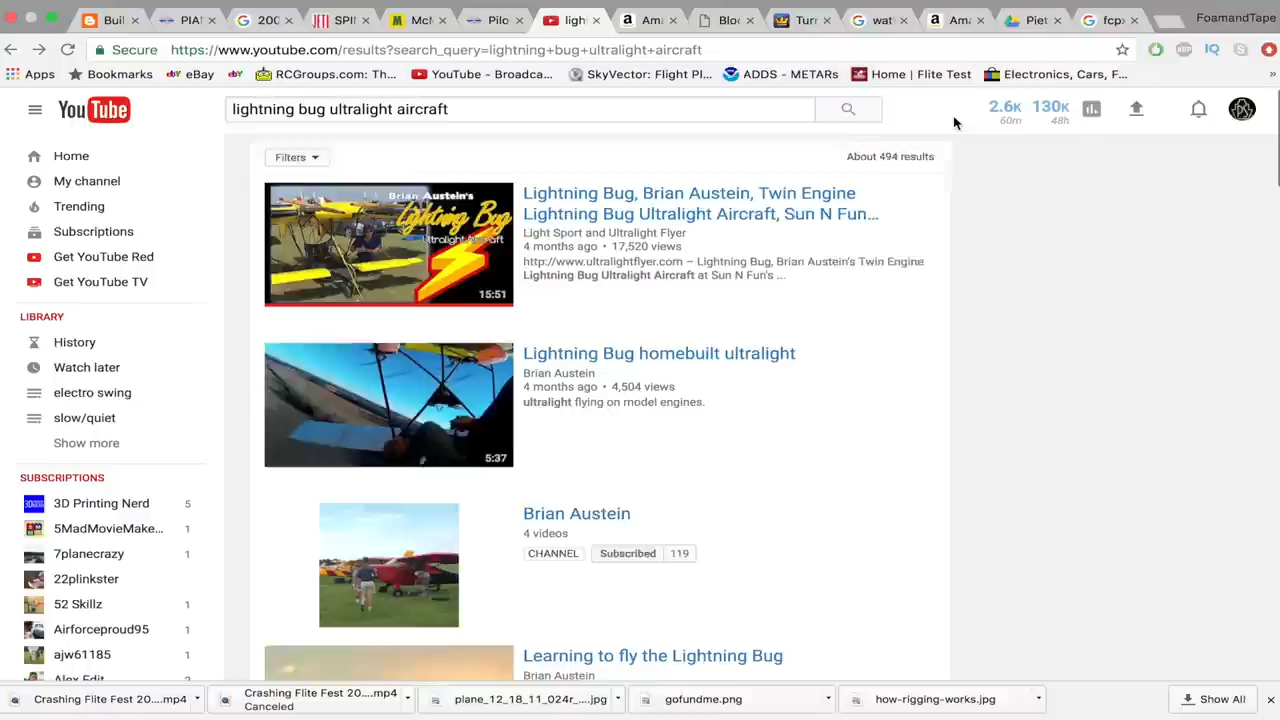 Buil
PIA
200
JETI SPI
McM
Pilo
ligh
Ama
Bloc
Turr
wat
Ama
Piet
fcpx
FoamandTape
Secure https://www.youtube.com/results?search_query=lightning+bug+ultralight+aircraft
Apps Bookmarks eBay RCGroups.com: Th... YouTube - Broadca... SkyVector: Flight Pl... ADDS - METARs Home | Flite Test Electronics, Cars, F... »
YouTube
lightning bug ultralight aircraft
2.6K 130K
60m 48h
Home
My channel
Trending
Subscriptions
Get YouTube Red
Get YouTube TV
LIBRARY
History
Watch later
electro swing
slow/quiet
Show more
SUBSCRIPTIONS
3D Printing Nerd 5
5MadMovieMake... 1
7planecrazy 1
22plinkster
52 Skillz 1
Airforceproud95 1
ajw61185 1
Alex Edit
Filters
About 494 results
Brian Austein's
Lightning Bug
Ultralight Aircraft
15:51
Lightning Bug, Brian Austein, Twin Engine
Lightning Bug Ultralight Aircraft, Sun N Fun...
Light Sport and Ultralight Flyer
4 months ago • 17,520 views
http://www.ultralightflyer.com – Lightning Bug, Brian Austein's Twin Engine
Lightning Bug Ultralight Aircraft at Sun N Fun's ...
5:37
Lightning Bug homebuilt ultralight
Brian Austein
4 months ago • 4,504 views
ultralight flying on model engines.
Brian Austein
4 videos
CHANNEL Subscribed 119
Learning to fly the Lightning Bug
Brian Austein
Crashing Flite Fest 20....mp4
Crashing Flite Fest 20....mp4
Canceled
plane_12_18_11_024r_...jpg
gofundme.png
how-rigging-works.jpg
Show All